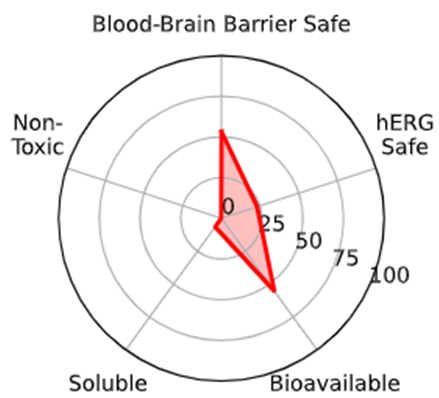 Blood-Brain Barrier Safe
Non-
Toxic
hERG
Safe
0
25
50
75
100
Soluble
Bioavailable